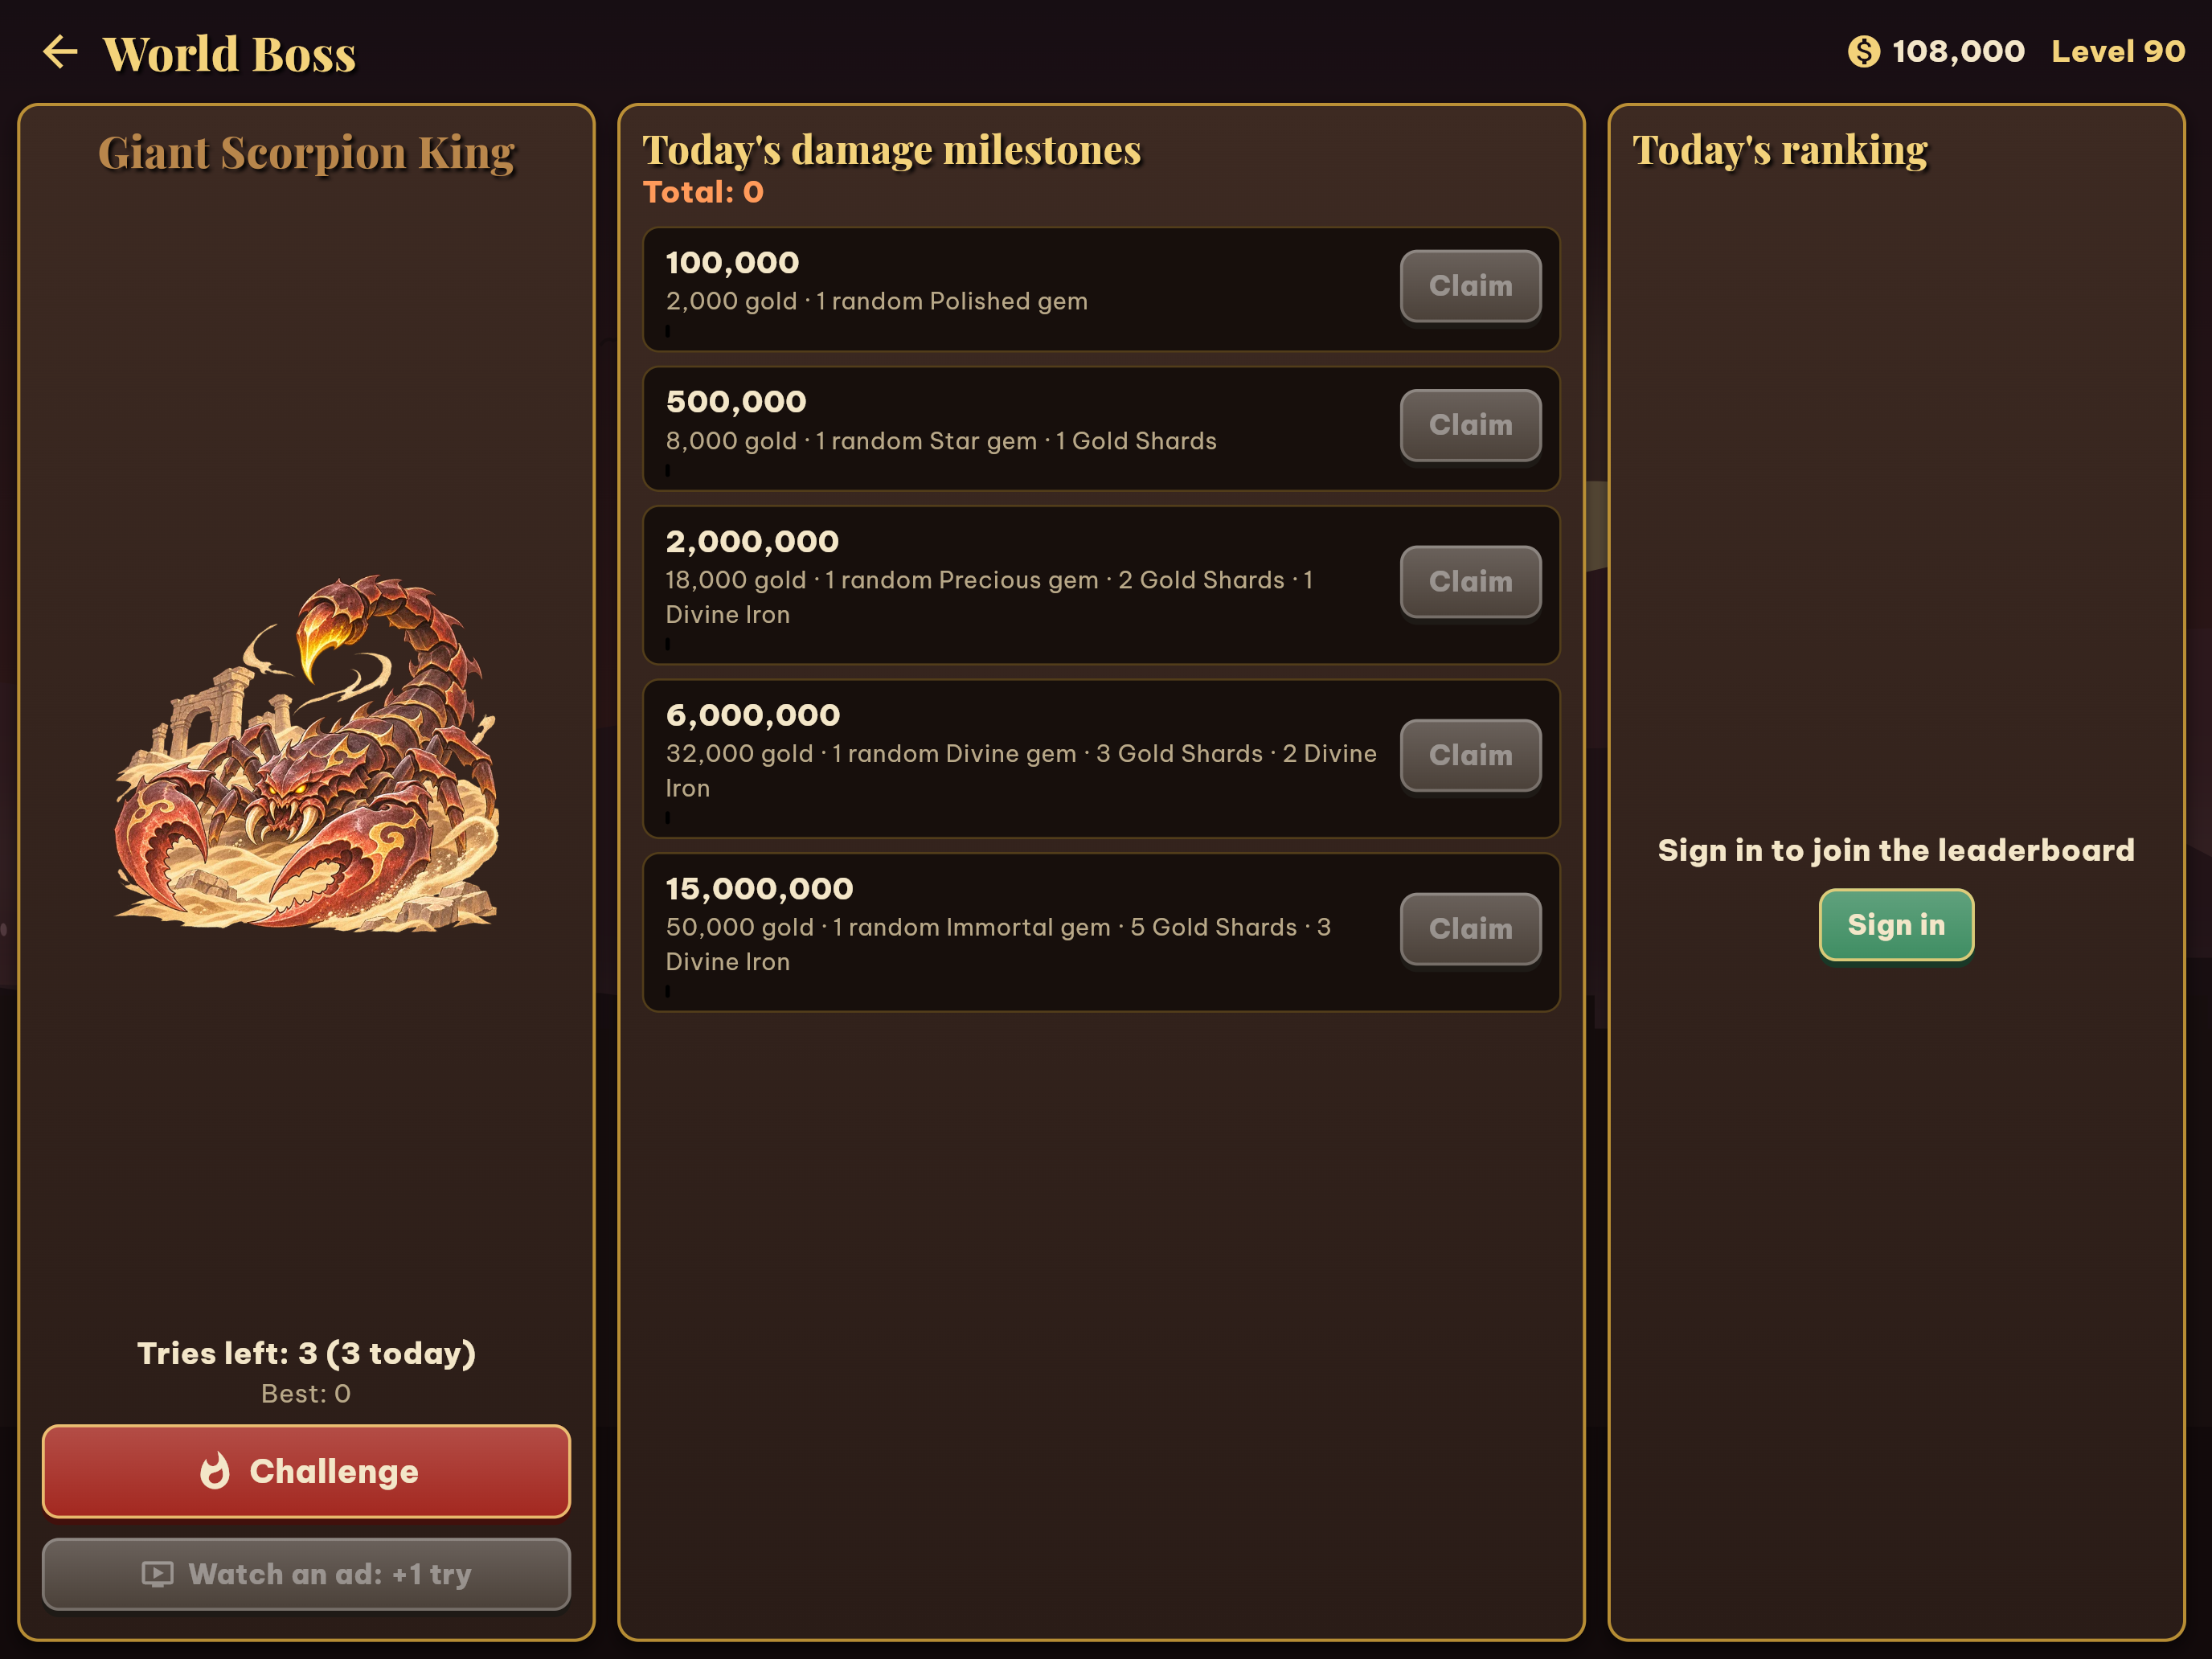 World Boss
108,000 Level 90
Giant Scorpion King
Tries left: 3 (3 today)
Best: 0
Challenge
Watch an ad: +1 try
Today's damage milestones
Total: 0
100,000
2,000 gold · 1 random Polished gem
Claim
500,000
8,000 gold · 1 random Star gem · 1 Gold Shards
Claim
2,000,000
18,000 gold · 1 random Precious gem · 2 Gold Shards · 1
Divine Iron
Claim
6,000,000
32,000 gold · 1 random Divine gem · 3 Gold Shards · 2 Divine
Iron
Claim
15,000,000
50,000 gold · 1 random Immortal gem · 5 Gold Shards · 3
Divine Iron
Claim
Today's ranking
Sign in to join the leaderboard
Sign in